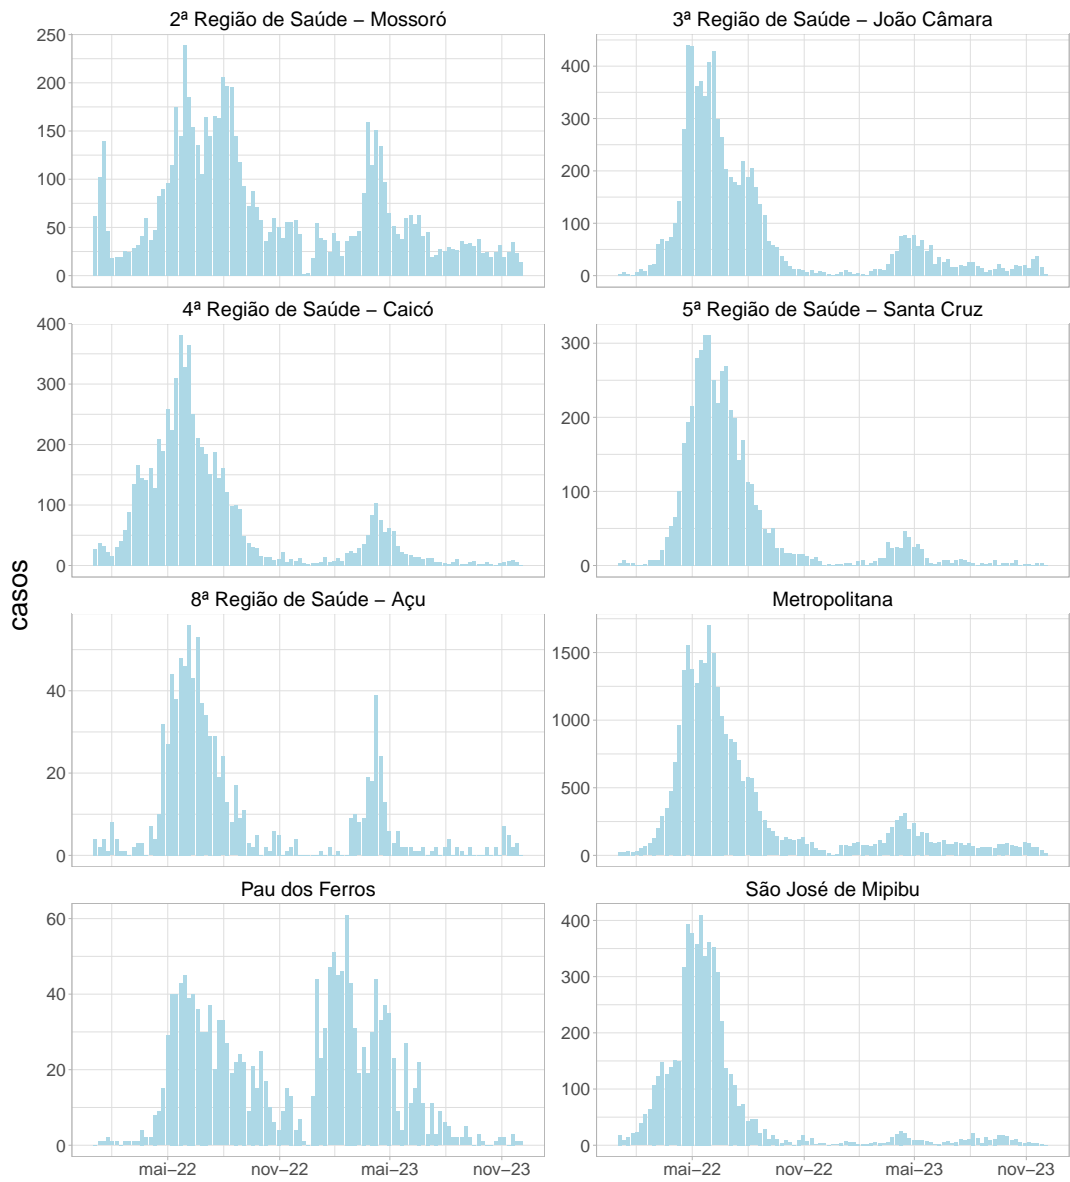 2ª Região de Saúde − Mossoró
3ª Região de Saúde − João Câmara
250
200
150
100
50
0
400
300
200
100
0
4ª Região de Saúde − Caicó
5ª Região de Saúde − Santa Cruz
400
300
200
100
0
300
200
100
0
casos
8ª Região de Saúde − Açu
Metropolitana
40
20
0
1500
1000
500
0
Pau dos Ferros
São José de Mipibu
60
40
20
0
400
300
200
100
0
mai−22
nov−22
mai−23
nov−23
mai−22
nov−22
mai−23
nov−23